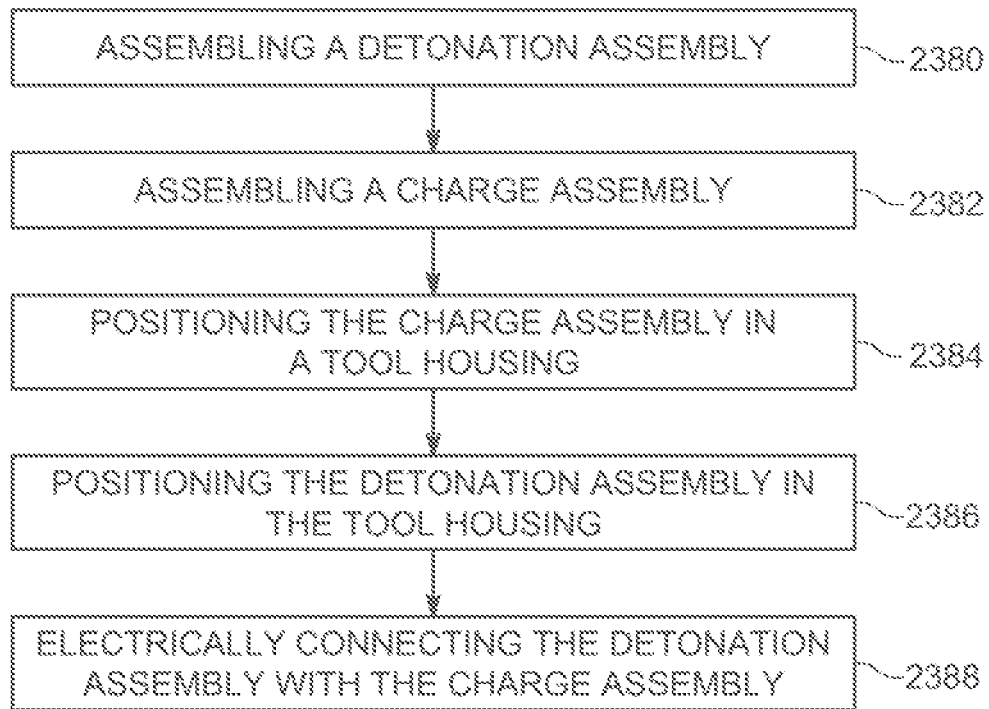 ASSEMBLING A DETONATION ASSEMBLY
2380
ASSEMBLING A CHARGE ASSEMBLY
2382
POSITIONING THE CHARGE ASSEMBLY IN
A TOOL HOUSING
2384
POSITIONING THE DETONATION ASSEMBLY IN
THE TOOL HOUSING
2386
ELECTRICALLY CONNECTING THE DETONATION
ASSEMBLY WITH THE CHARGE ASSEMBLY
2388